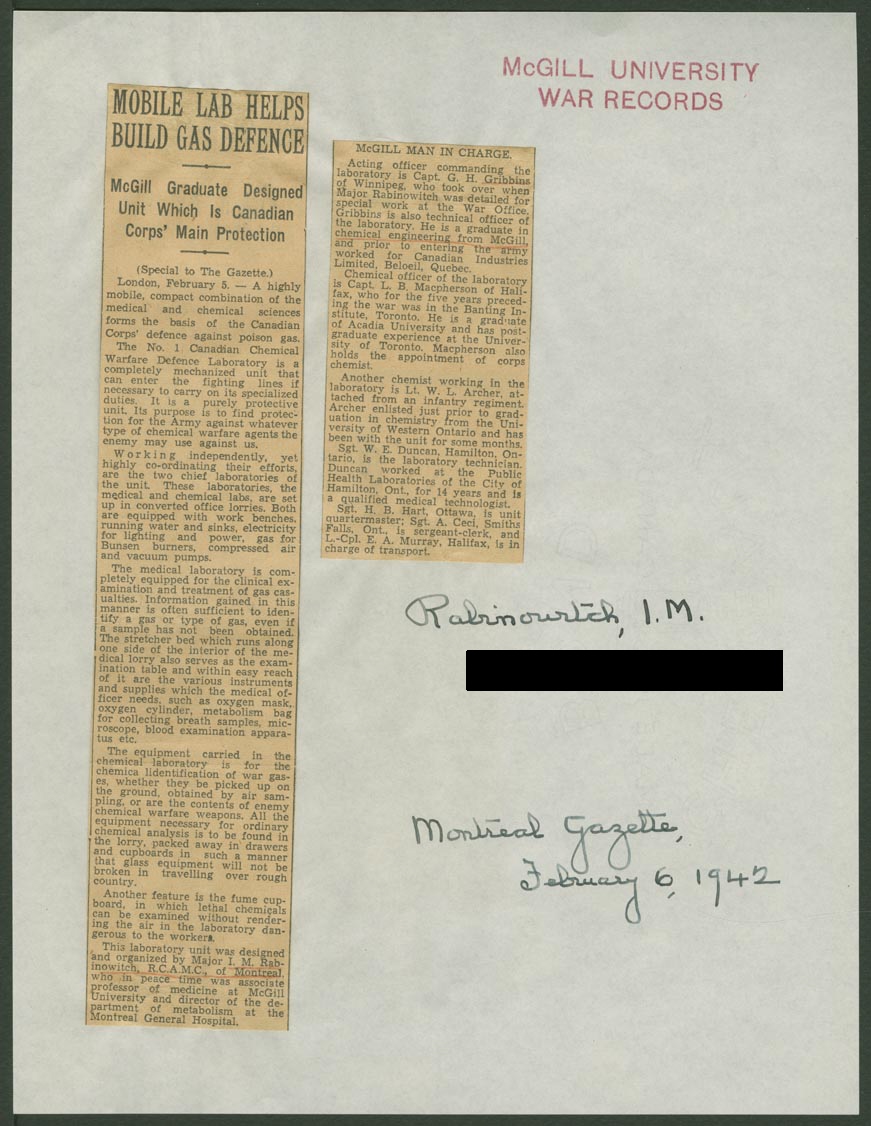 McGILL UNIVERSITY
WAR RECORDS
MOBILE LAB HELPS
BUILD GAS DEFENCE
McGill Graduate Designed
Unit Which Is Canadian
Corps' Main Protection
(Special to The Gazette.)
London, February 5. — A highly
mobile, compact combination of the
medical and chemical sciences
forms the basis of the Canadian
Corps' defence against poison gas.
The No. 1 Canadian Chemical
Warfare Defence Laboratory is a
completely mechanized unit that
can enter the fighting lines if
necessary to carry on its specialized
duties. It is a purely protective
unit. Its purpose is to find protec-
tion for the Army against whatever
type of chemical warfare agents the
enemy may use against us.
Working independently, yet
highly co-ordinating their efforts,
are the two chief laboratories of
the unit. These laboratories, the
medical and chemical labs, are set
up in converted office lorries. Both
are equipped with work benches,
running water and sinks, electricity
for lighting and power, gas for
Bunsen burners, compressed air
and vacuum pumps.
The medical laboratory is com-
pletely equipped for the clinical ex-
amination and treatment of gas cas-
ualties. Information gained in this
manner is often sufficient to iden-
tify a gas or type of gas, even if
a sample has not been obtained.
The stretcher bed which runs along
one side of the interior of the me-
dical lorry also serves as the exam-
ination table and within easy reach
of it are the various instruments
and supplies which the medical of-
ficer needs, such as oxygen mask,
oxygen cylinder, metabolism bag
for collecting breath samples, mic-
roscope, blood examination appara-
tus etc.
The equipment carried in the
chemical laboratory is for the
chemica lidentification of war gas-
es, whether they be picked up on
the ground, obtained by air sam-
pling, or are the contents of enemy
chemical warfare weapons. All the
equipment necessary for ordinary
chemical analysis is to be found in
the lorry, packed away in drawers
and cupboards in such a manner
that glass equipment will not be
broken in travelling over rough
country.
Another feature is the fume cup-
board, in which lethal chemicals
can be examined without render-
ing the air in the laboratory dan-
gerous to the workers.
This laboratory unit was designed
and organized by Major I. M. Rab-
inowitch, R.C.A.M.C., of Montreal,
who in peace time was associate
professor of medicine at McGill
University and director of the de-
partment of metabolism at the
Montreal General Hospital.
McGILL MAN IN CHARGE.
Acting officer commanding the
laboratory is Capt. G. H. Gribbins
of Winnipeg, who took over when
Major Rabinowitch was detailed for
special work at the War Office.
Gribbins is also technical officer of
the laboratory. He is a graduate in
chemical engineering from McGill,
and prior to entering the army
worked for Canadian Industries
Limited, Beloeil, Quebec.
Chemical officer of the laboratory
is Capt. L. B. Macpherson of Hali-
fax, who for the five years preced-
ing the war was in the Banting In-
stitute, Toronto. He is a graduate
of Acadia University and has post-
graduate experience at the Univer-
sity of Toronto. Macpherson also
holds the appointment of corps
chemist.
Another chemist working in the
laboratory is Lt. W. L. Archer, at-
tached from an infantry regiment.
Archer enlisted just prior to grad-
uation in chemistry from the Uni-
versity of Western Ontario and has
been with the unit for some months.
Sgt. W. E. Duncan, Hamilton, On-
tario, is the laboratory technician.
Duncan worked at the Public
Health Laboratories of the City of
Hamilton, Ont., for 14 years and is
a qualified medical technologist.
Sgt. H. B. Hart, Ottawa, is unit
quartermaster; Sgt. A. Ceci, Smiths
Falls, Ont., is sergeant-clerk, and
L.-Cpl. E. A. Murray, Halifax, is in
charge of transport.
Rabinowitch, I.M.
Montreal Gazette,
February 6, 1942